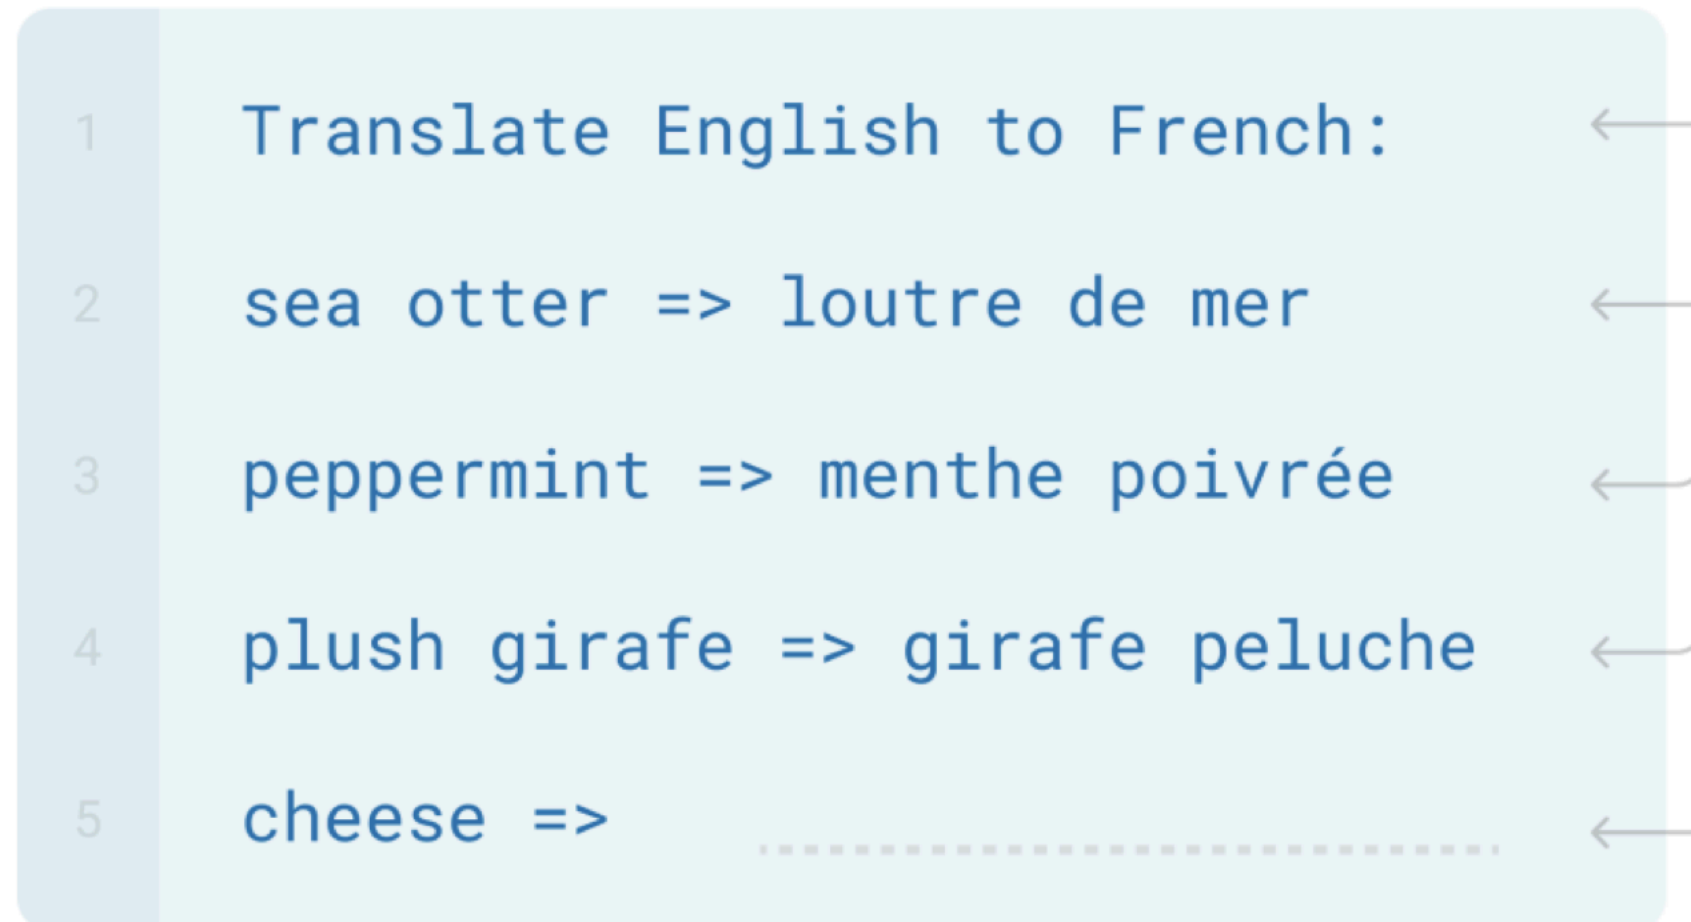 1 Translate English to French:
2 sea otter => loutre de mer
3 peppermint => menthe poivrée
4 plush girafe => girafe peluche
5 cheese =>